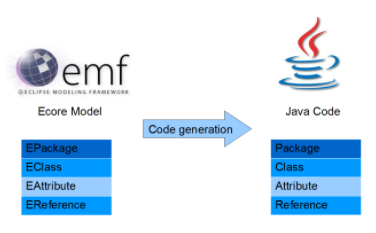 emf
ECLIPSE MODELING FRAMEWORK
Ecore Model
Java Code
Code generation
EPackage
EClass
EAttribute
EReference
Package
Class
Attribute
Reference